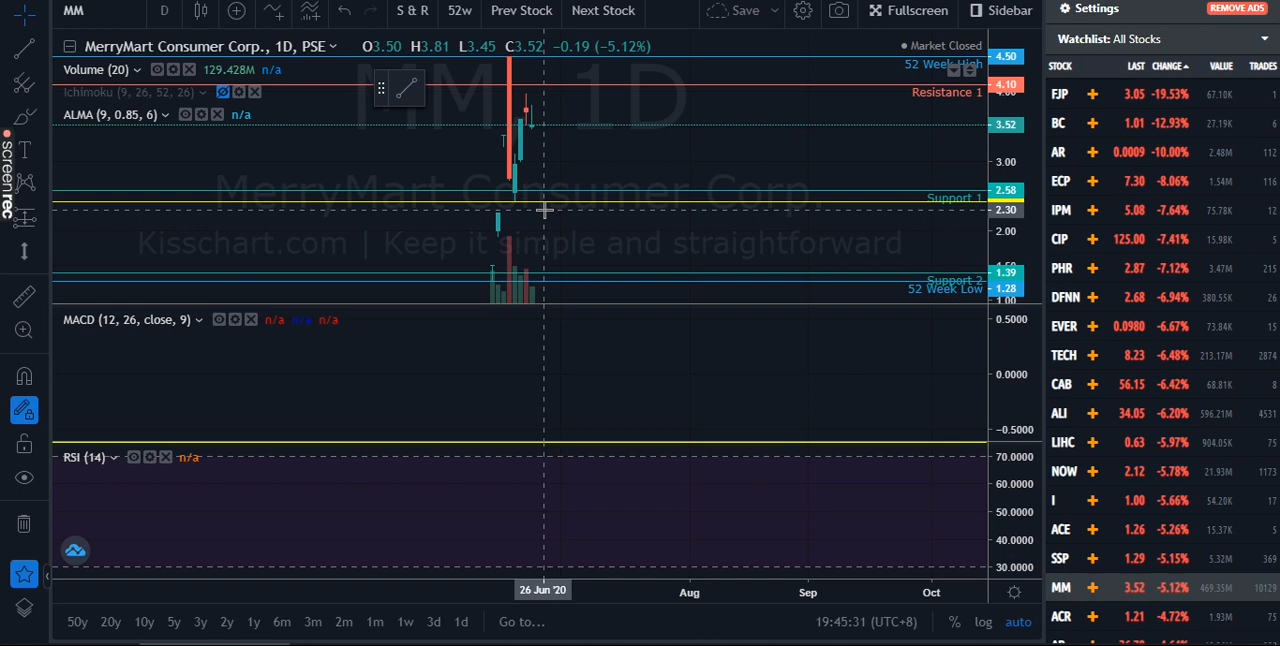 MM D S & R 52w Prev Stock Next Stock Save Fullscreen Sidebar
Settings REMOVE ADS
Watchlist: All Stocks
MerryMart Consumer Corp., 1D, PSE O3.50 H3.81 L3.45 C3.52 −0.19 (−5.12%)
Market Closed
Volume (20) 129.428M n/a
Ichimoku (9, 26, 52, 26)
ALMA (9, 0.85, 6) n/a
52 Week High 4.50
Resistance 1 4.10
4.00
3.52
3.00
Support 1 2.58
2.30
2.00
1.50
Support 2 1.39
52 Week Low 1.28
1.00
MM 1D
MerryMart Consumer Corp.
Kisschart.com | Keep it simple and straightforward
screenrec
MACD (12, 26, close, 9) n/a n/a n/a
0.5000
0.0000
−0.5000
RSI (14) n/a
70.0000
60.0000
50.0000
40.0000
30.0000
26 Jun '20 Aug Sep Oct
50y 20y 10y 5y 3y 2y 1y 6m 3m 2m 1m 1w 3d 1d Go to... 19:45:31 (UTC+8) % log auto
STOCK LAST CHANGE VALUE TRADES
FJP 3.05 -19.53% 67.10K 1
BC 1.01 -12.93% 27.19K 6
AR 0.0009 -10.00% 2.48M 112
ECP 7.30 -8.06% 1.54M 116
IPM 5.08 -7.64% 75.78K 12
CIP 125.00 -7.41% 15.98K 5
PHR 2.87 -7.12% 3.47M 215
DFNN 2.68 -6.94% 380.55K 26
EVER 0.0980 -6.67% 73.84K 15
TECH 8.23 -6.48% 213.17M 2874
CAB 56.15 -6.42% 68.81K 8
ALI 34.05 -6.20% 596.21M 4531
LIHC 0.63 -5.97% 904.05K 75
NOW 2.12 -5.78% 21.93M 1173
I 1.00 -5.66% 54.20K 17
ACE 1.26 -5.26% 15.37K 5
SSP 1.29 -5.15% 5.32M 369
MM 3.52 -5.12% 469.35M 10129
ACR 1.21 -4.72% 1.93M 75